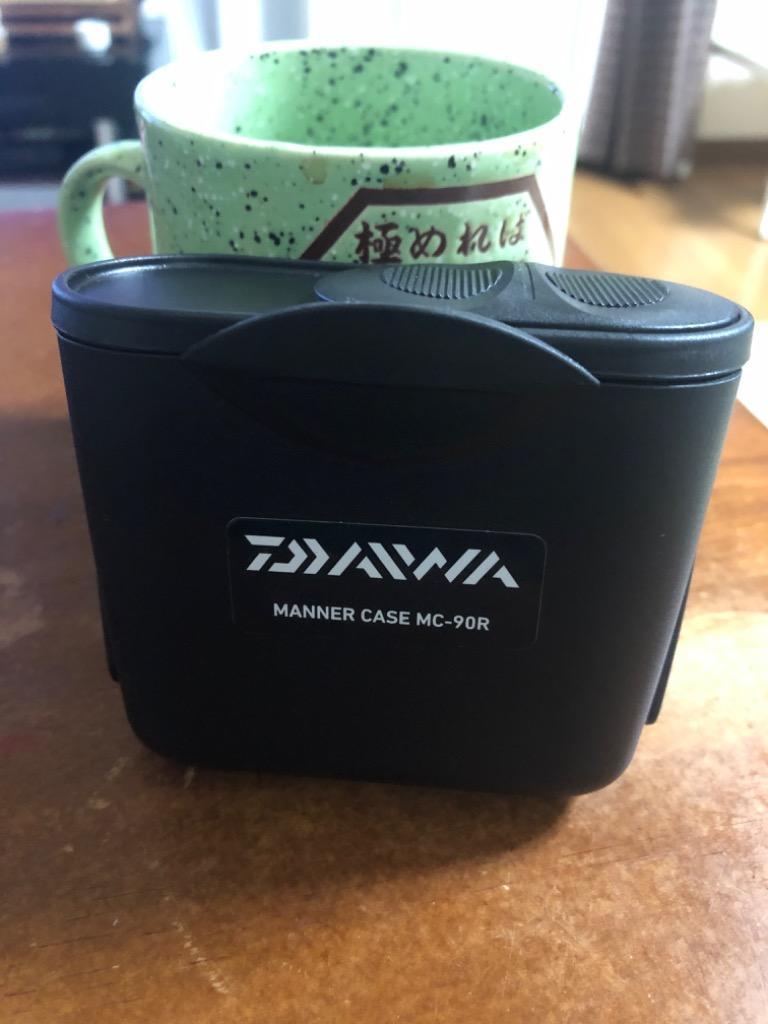 極めれば
DAIWA
MANNER CASE MC-90R